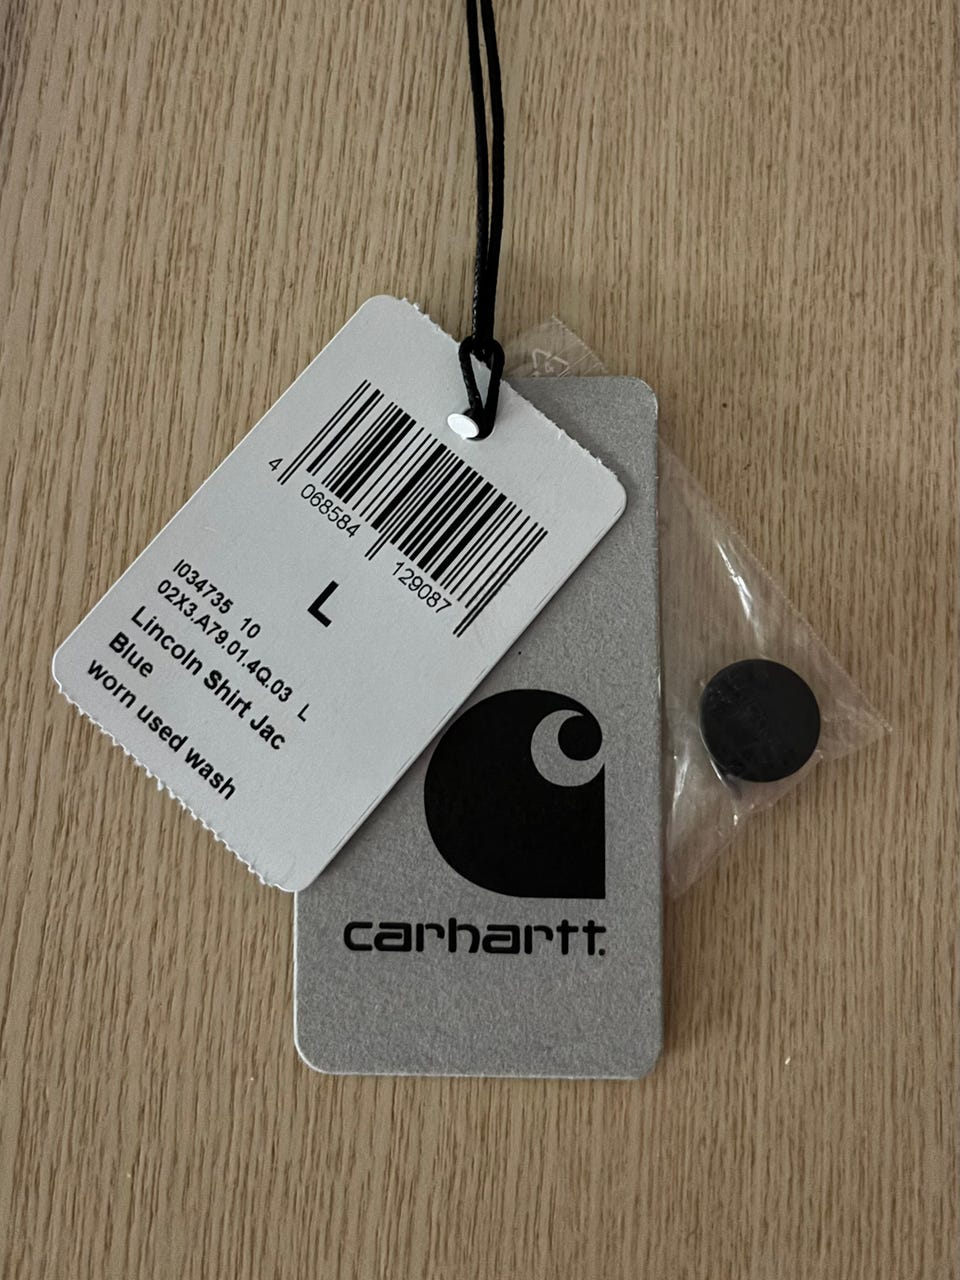 4 068584 129087
L
I034735 10
02X3.A79.01.4Q.03 L
Lincoln Shirt Jac
Blue
worn used wash
carhartt.